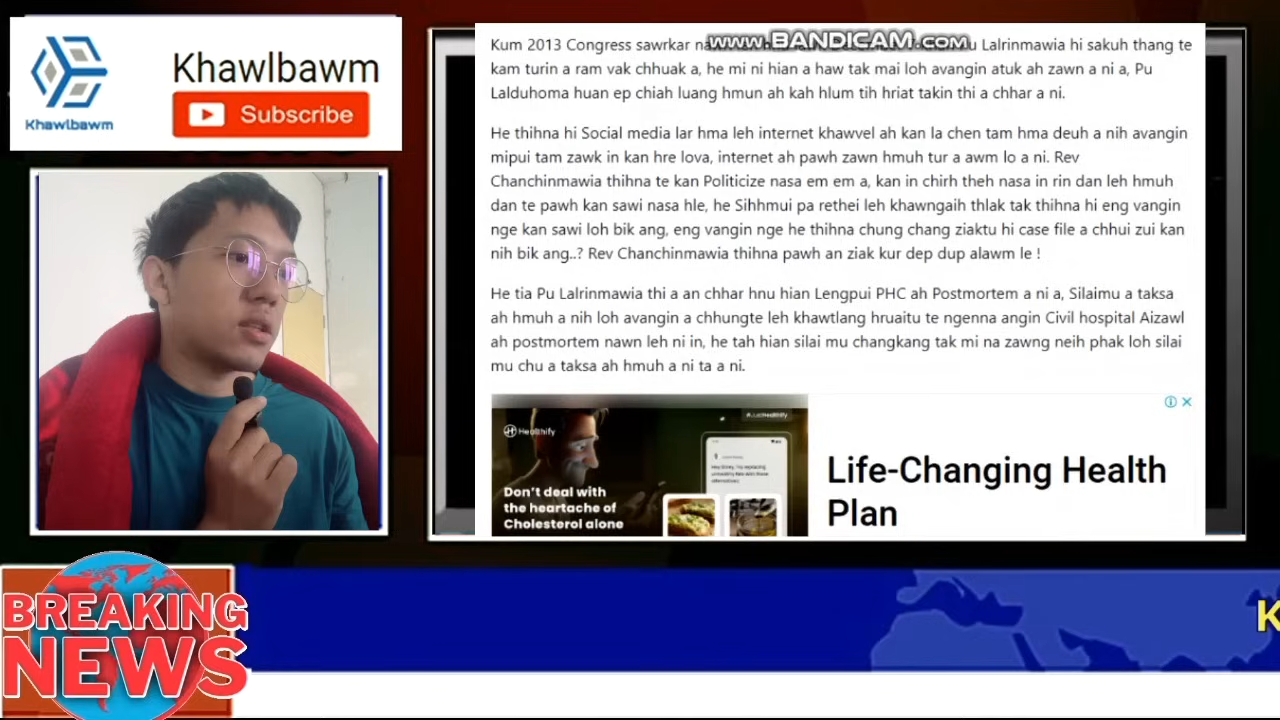 Khawlbawm
Khawlbawm
Subscribe
www.BANDICAM.com
Kum 2013 Congress sawrkar
Lalrinmawia hi sakuh thang te
kam turin a ram vak chhuak a, he mi ni hian a haw tak mai loh avangin atuk ah zawn a ni a, Pu
Lalduhoma huan ep chiah luang hmun ah kah hlum tih hriat takin thi a chhar a ni.
He thihna hi Social media lar hma leh internet khawvel ah kan la chen tam hma deuh a nih avangin
mipui tam zawk in kan hre lova, internet ah pawh zawn hmuh tur a awm lo a ni. Rev
Chanchinmawia thihna te kan Politicize nasa em em a, kan in chirh theh nasa in rin dan leh hmuh
dan te pawh kan sawi nasa hle, he Sihhmui pa rethei leh khawngaih thlak tak thihna hi eng vangin
nge kan sawi loh bik ang, eng vangin nge he thihna chung chang ziaktu hi case file a chhui zui kan
nih bik ang..? Rev Chanchinmawia thihna pawh an ziak kur dep dup alawm le !
He tia Pu Lalrinmawia thi a an chhar hnu hian Lengpui PHC ah Postmortem a ni a, Silaimu a taksa
ah hmuh a nih loh avangin a chhungte leh khawtlang hruaitu te ngenna angin Civil hospital Aizawl
ah postmortem nawn leh ni in, he tah hian silai mu changkang tak mi na zawng neih phak loh silai
mu chu a taksa ah hmuh a ni ta a ni.
Healthify
Don't deal with
the heartache of
Cholesterol alone
Life-Changing Health
Plan
BREAKING
NEWS
K